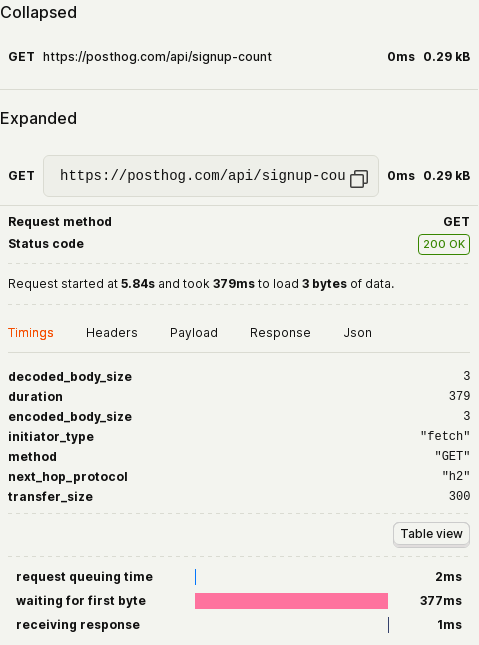 Collapsed
GET https://posthog.com/api/signup-count 0ms 0.29 kB
Expanded
GET https://posthog.com/api/signup-cou 0ms 0.29 kB
Request method GET
Status code 200 OK
Request started at 5.84s and took 379ms to load 3 bytes of data.
Timings Headers Payload Response Json
decoded_body_size 3
duration 379
encoded_body_size 3
initiator_type "fetch"
method "GET"
next_hop_protocol "h2"
transfer_size 300
Table view
request queuing time 2ms
waiting for first byte 377ms
receiving response 1ms